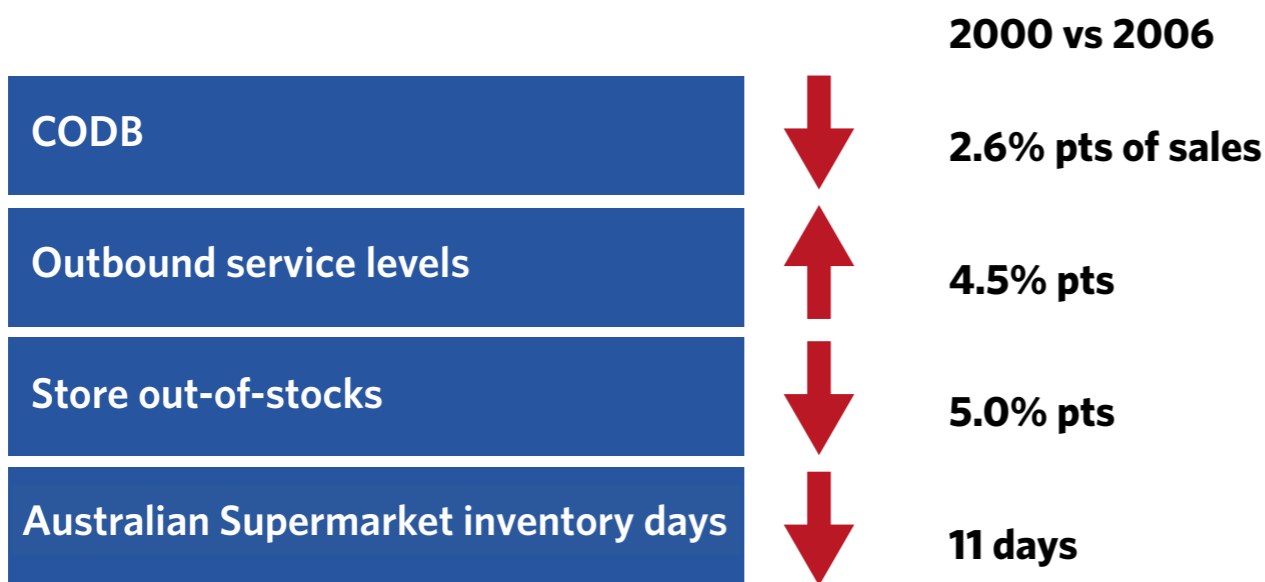 2000 vs 2006
CODB
2.6% pts of sales
Outbound service levels
4.5% pts
Store out-of-stocks
5.0% pts
Australian Supermarket inventory days
11 days